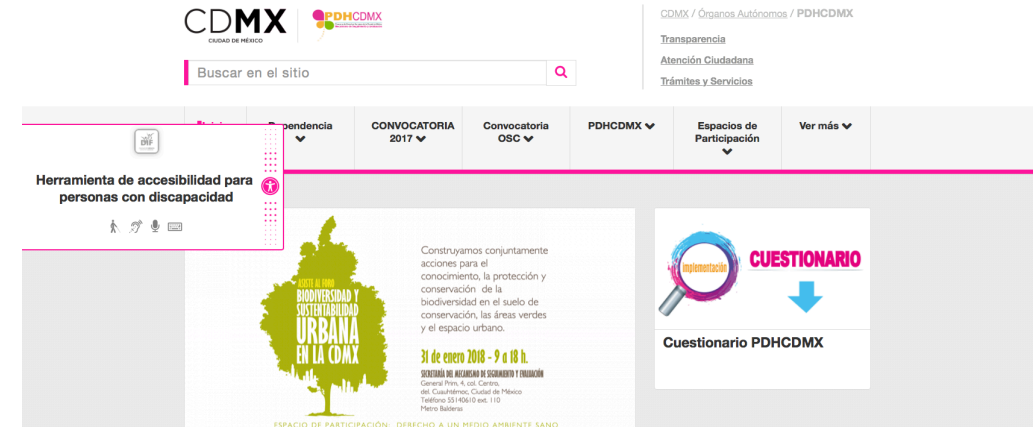 CDMX
CIUDAD DE MÉXICO
PDHCDMX
CDMX / Órganos Autónomos / PDHCDMX
Transparencia
Atención Ciudadana
Trámites y Servicios
Buscar en el sitio
Dependencia
CONVOCATORIA
2017
Convocatoria
OSC
PDHCDMX
Espacios de
Participación
Ver más
DIF
Herramienta de accesibilidad para
personas con discapacidad
ASISTE AL FORO
BIODIVERSIDAD Y
SUSTENTABILIDAD
URBANA
EN LA CDMX
Construyamos conjuntamente
acciones para el
conocimiento, la protección y
conservación de la
biodiversidad en el suelo de
conservación, las áreas verdes
y el espacio urbano.
31 de enero 2018 - 9 a 18 h.
SECRETARÍA DEL MECANISMO DE SEGUIMIENTO Y EVALUACIÓN
General Prim, 4, col. Centro,
del. Cuauhtémoc, Ciudad de México
Teléfono 55140610 ext. 110
Metro Balderas
ESPACIO DE PARTICIPACIÓN: DERECHO A UN MEDIO AMBIENTE SANO
implementación
CUESTIONARIO
Cuestionario PDHCDMX